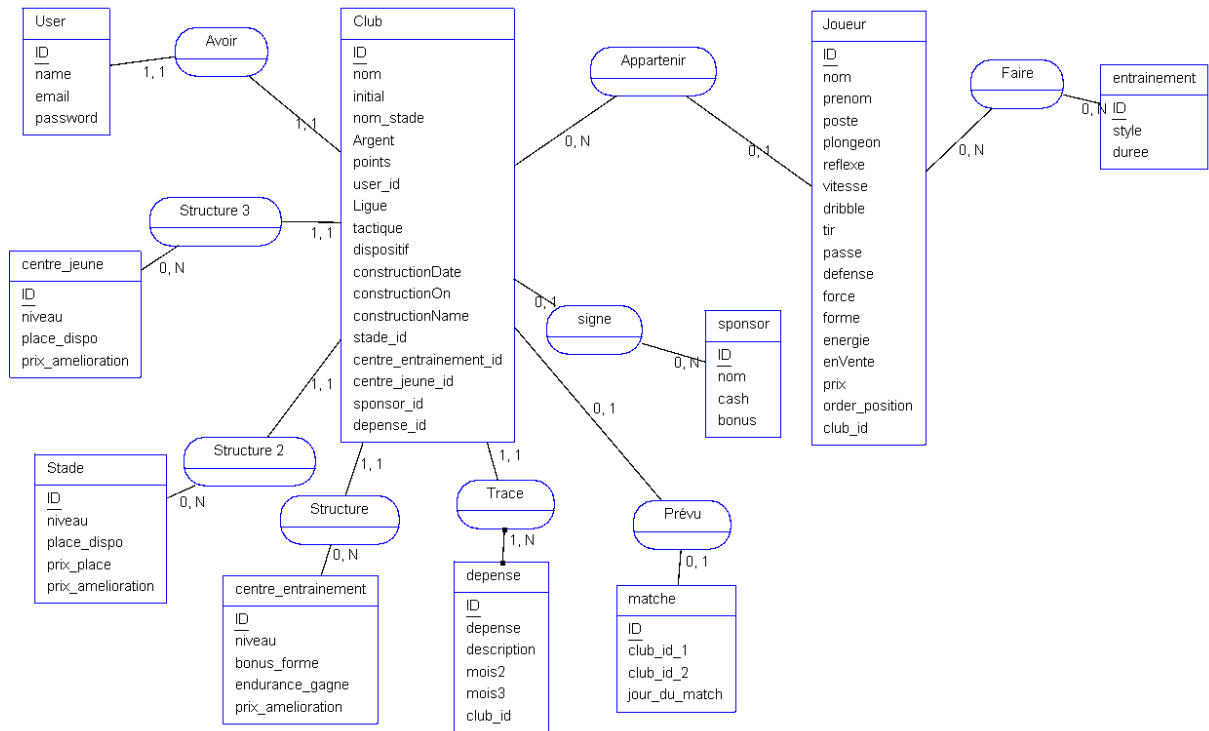 User
ID
name
email
password
Avoir
1, 1
1, 1
Club
ID
nom
initial
nom_stade
Argent
points
user_id
Ligue
tactique
dispositif
constructionDate
constructionOn
constructionName
stade_id
centre_entrainement_id
centre_jeune_id
sponsor_id
depense_id
Appartenir
0, N
0, 1
Joueur
ID
nom
prenom
poste
plongeon
reflexe
vitesse
dribble
tir
passe
defense
force
forme
energie
enVente
prix
order_position
club_id
Faire
0, N
0, N
entrainement
ID
style
duree
Structure 3
1, 1
0, N
centre_jeune
ID
niveau
place_dispo
prix_amelioration
signe
0, 1
0, N
sponsor
ID
nom
cash
bonus
Structure 2
1, 1
0, N
Stade
ID
niveau
place_dispo
prix_place
prix_amelioration
Structure
1, 1
0, N
centre_entrainement
ID
niveau
bonus_forme
endurance_gagne
prix_amelioration
Trace
1, 1
1, N
depense
ID
depense
description
mois2
mois3
club_id
Prévu
0, 1
0, 1
matche
ID
club_id_1
club_id_2
jour_du_match